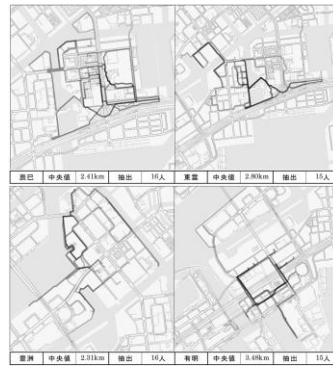 辰巳 中央値 2.41km 抽出 16人
東雲 中央値 2.80km 抽出 15人
豊洲 中央値 2.31km 抽出 16人
有明 中央値 3.48km 抽出 15人